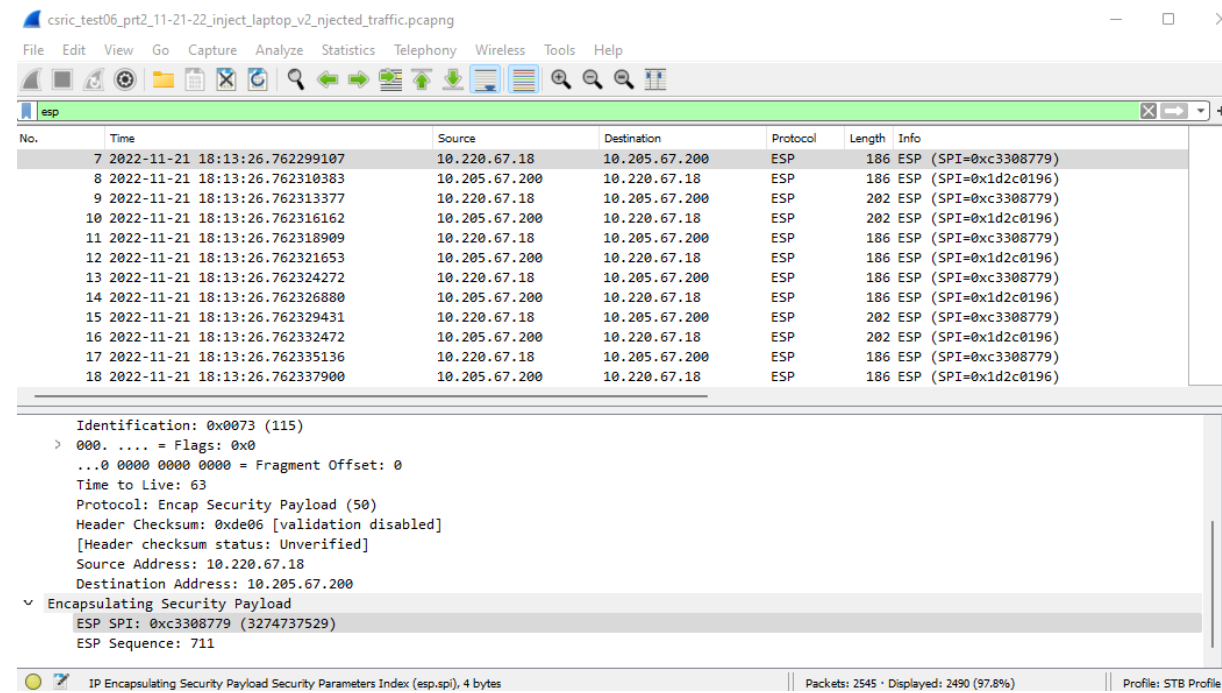 csric_test06_prt2_11-21-22_inject_laptop_v2_njected_traffic.pcapng
File Edit View Go Capture Analyze Statistics Telephony Wireless Tools Help
esp
No. Time Source Destination Protocol Length Info
7 2022-11-21 18:13:26.762299107 10.220.67.18 10.205.67.200 ESP 186 ESP (SPI=0xc3308779)
8 2022-11-21 18:13:26.762310383 10.205.67.200 10.220.67.18 ESP 186 ESP (SPI=0x1d2c0196)
9 2022-11-21 18:13:26.762313377 10.220.67.18 10.205.67.200 ESP 202 ESP (SPI=0xc3308779)
10 2022-11-21 18:13:26.762316162 10.205.67.200 10.220.67.18 ESP 202 ESP (SPI=0x1d2c0196)
11 2022-11-21 18:13:26.762318909 10.220.67.18 10.205.67.200 ESP 186 ESP (SPI=0xc3308779)
12 2022-11-21 18:13:26.762321653 10.205.67.200 10.220.67.18 ESP 186 ESP (SPI=0x1d2c0196)
13 2022-11-21 18:13:26.762324272 10.220.67.18 10.205.67.200 ESP 186 ESP (SPI=0xc3308779)
14 2022-11-21 18:13:26.762326880 10.205.67.200 10.220.67.18 ESP 186 ESP (SPI=0x1d2c0196)
15 2022-11-21 18:13:26.762329431 10.220.67.18 10.205.67.200 ESP 202 ESP (SPI=0xc3308779)
16 2022-11-21 18:13:26.762332472 10.205.67.200 10.220.67.18 ESP 202 ESP (SPI=0x1d2c0196)
17 2022-11-21 18:13:26.762335136 10.220.67.18 10.205.67.200 ESP 186 ESP (SPI=0xc3308779)
18 2022-11-21 18:13:26.762337900 10.205.67.200 10.220.67.18 ESP 186 ESP (SPI=0x1d2c0196)
Identification: 0x0073 (115)
000. .... = Flags: 0x0
...0 0000 0000 0000 = Fragment Offset: 0
Time to Live: 63
Protocol: Encap Security Payload (50)
Header Checksum: 0xde06 [validation disabled]
[Header checksum status: Unverified]
Source Address: 10.220.67.18
Destination Address: 10.205.67.200
Encapsulating Security Payload
ESP SPI: 0xc3308779 (3274737529)
ESP Sequence: 711
IP Encapsulating Security Payload Security Parameters Index (esp.spi), 4 bytes Packets: 2545 · Displayed: 2490 (97.8%) Profile: STB Profile